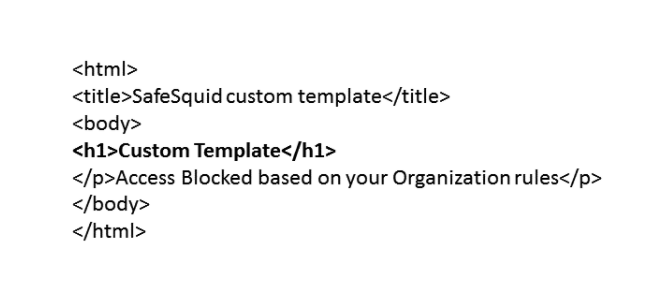 <html>
<title>SafeSquid custom template</title>
<body>
<h1>Custom Template</h1>
</p>Access Blocked based on your Organization rules</p>
</body>
</html>